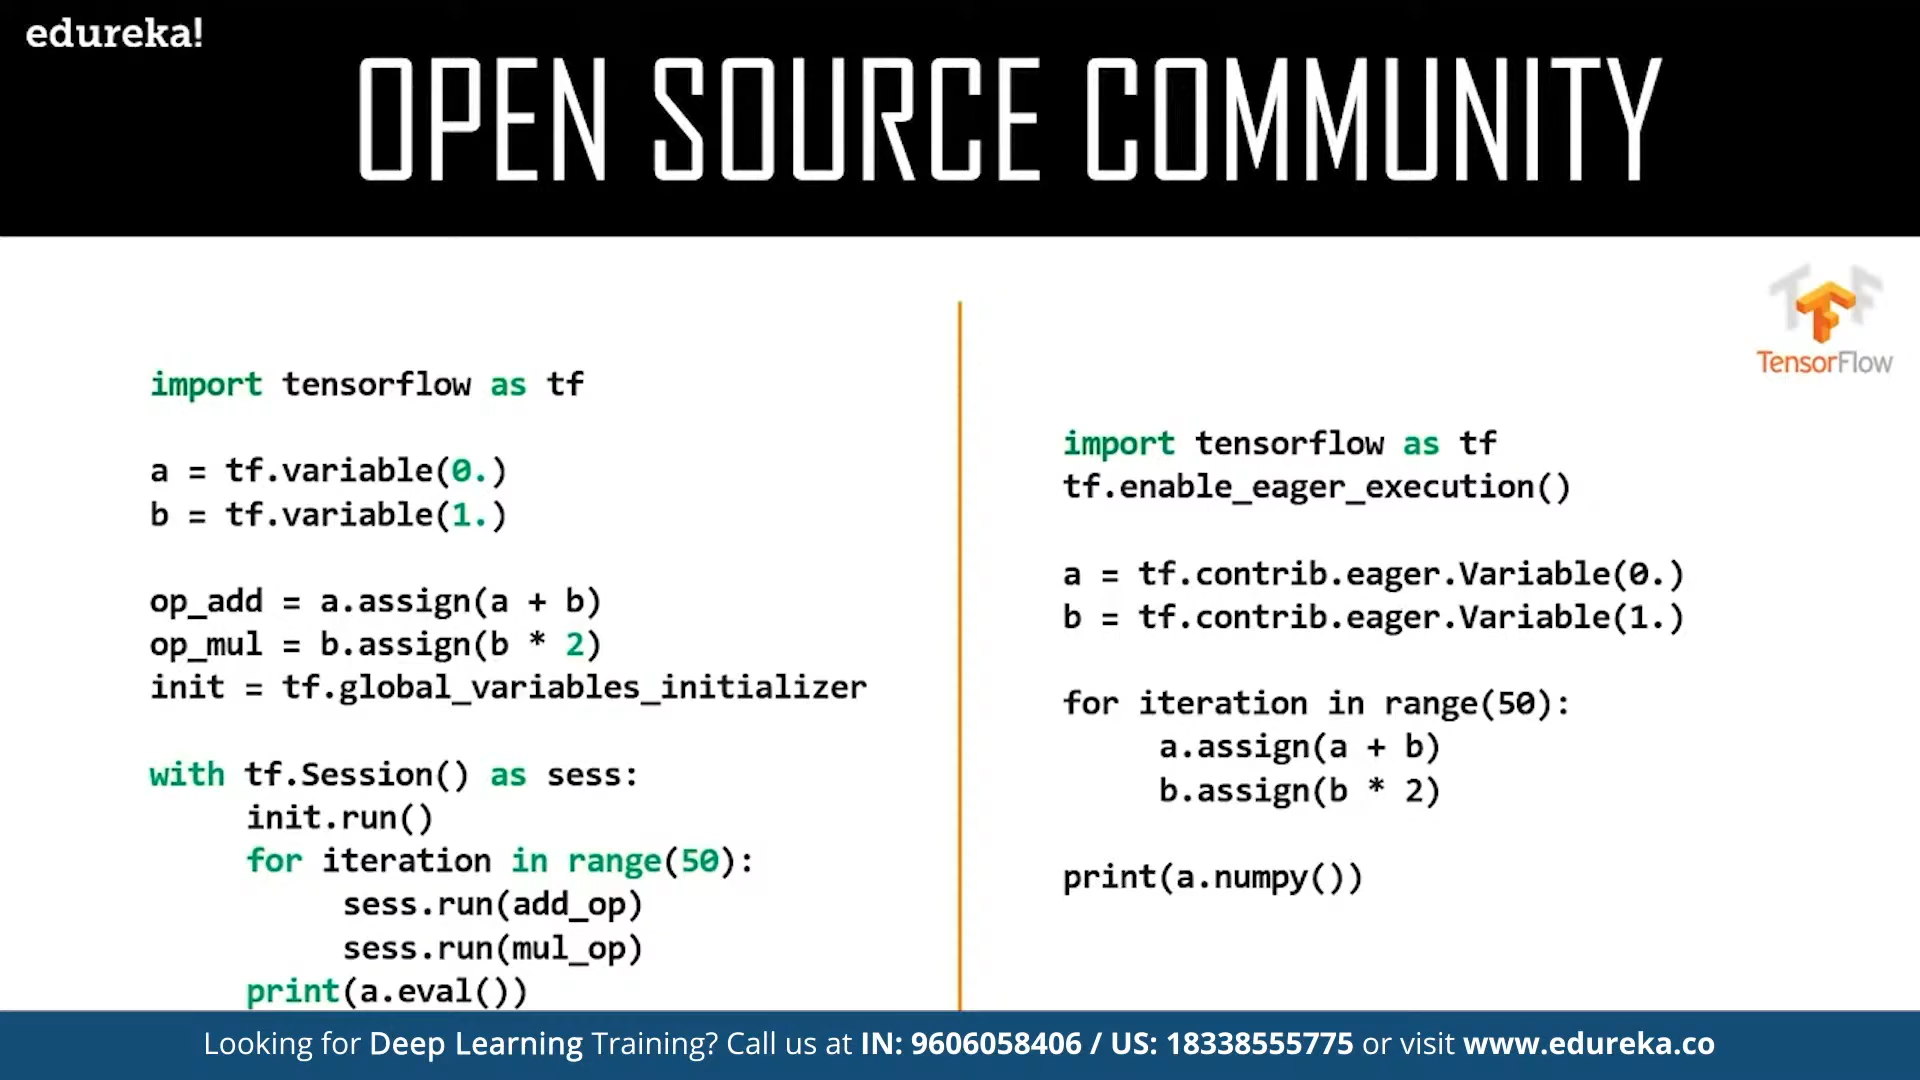 edureka!
OPEN SOURCE COMMUNITY
TensorFlow
import tensorflow as tf
a = tf.variable(0.)
b = tf.variable(1.)
op_add = a.assign(a + b)
op_mul = b.assign(b * 2)
init = tf.global_variables_initializer
with tf.Session() as sess:
init.run()
for iteration in range(50):
sess.run(add_op)
sess.run(mul_op)
print(a.eval())
import tensorflow as tf
tf.enable_eager_execution()
a = tf.contrib.eager.Variable(0.)
b = tf.contrib.eager.Variable(1.)
for iteration in range(50):
a.assign(a + b)
b.assign(b * 2)
print(a.numpy())
Looking for Deep Learning Training? Call us at IN: 9606058406 / US: 18338555775 or visit www.edureka.co